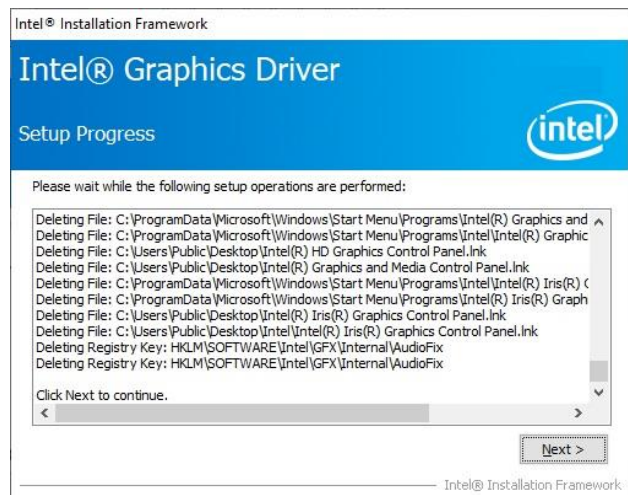 Intel® Installation Framework
Intel® Graphics Driver
Setup Progress
intel
Please wait while the following setup operations are performed:
Deleting File: C:\ProgramData\Microsoft\Windows\Start Menu\Programs\Intel(R) Graphics and
Deleting File: C:\ProgramData\Microsoft\Windows\Start Menu\Programs\Intel\Intel(R) Graphic
Deleting File: C:\Users\Public\Desktop\Intel(R) HD Graphics Control Panel.lnk
Deleting File: C:\Users\Public\Desktop\Intel(R) Graphics and Media Control Panel.lnk
Deleting File: C:\ProgramData\Microsoft\Windows\Start Menu\Programs\Intel\Intel(R) Iris(R) G
Deleting File: C:\ProgramData\Microsoft\Windows\Start Menu\Programs\Intel(R) Iris(R) Graph
Deleting File: C:\Users\Public\Desktop\Intel(R) Iris(R) Graphics Control Panel.lnk
Deleting File: C:\Users\Public\Desktop\Intel\Intel(R) Iris(R) Graphics Control Panel.lnk
Deleting Registry Key: HKLM\SOFTWARE\Intel\GFX\Internal\AudioFix
Deleting Registry Key: HKLM\SOFTWARE\Intel\GFX\Internal\AudioFix
Click Next to continue.
Next >
Intel® Installation Framework